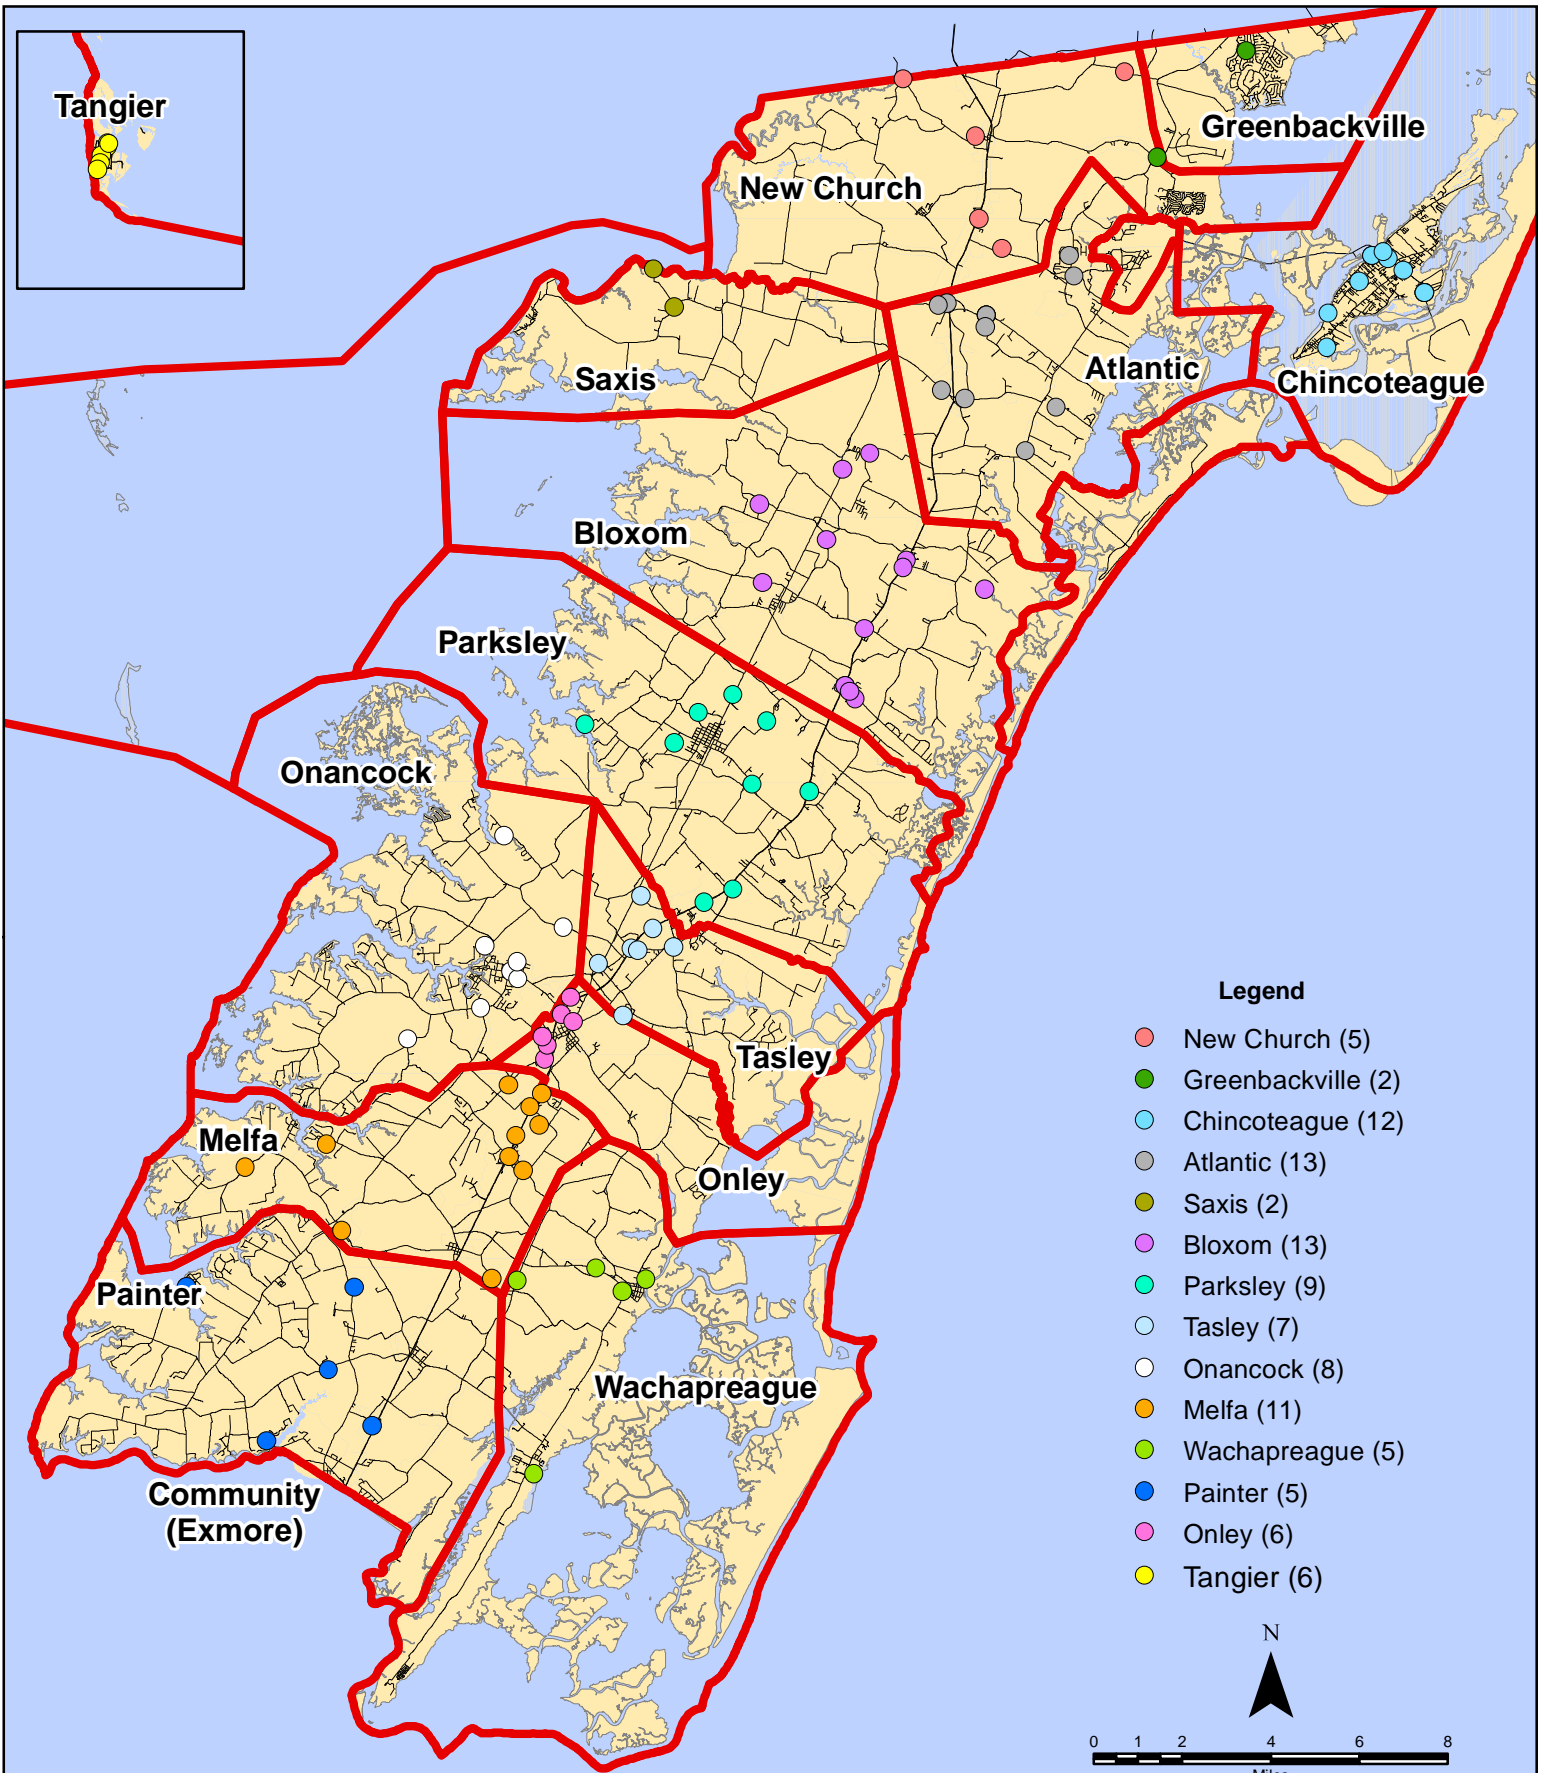 Tangier
Greenbackville
New Church
Atlantic
Saxis
Chincoteague
Bloxom
Parksley
Onancock
Tasley
Melfa
Onley
Painter
Wachapreague
Community
(Exmore)
Legend
New Church (5)
Greenbackville (2)
Chincoteague (12)
Atlantic (13)
Saxis (2)
Bloxom (13)
Parksley (9)
Tasley (7)
Onancock (8)
Melfa (11)
Wachapreague (5)
Painter (5)
Onley (6)
Tangier (6)
N
0 1 2 4 6 8
Miles